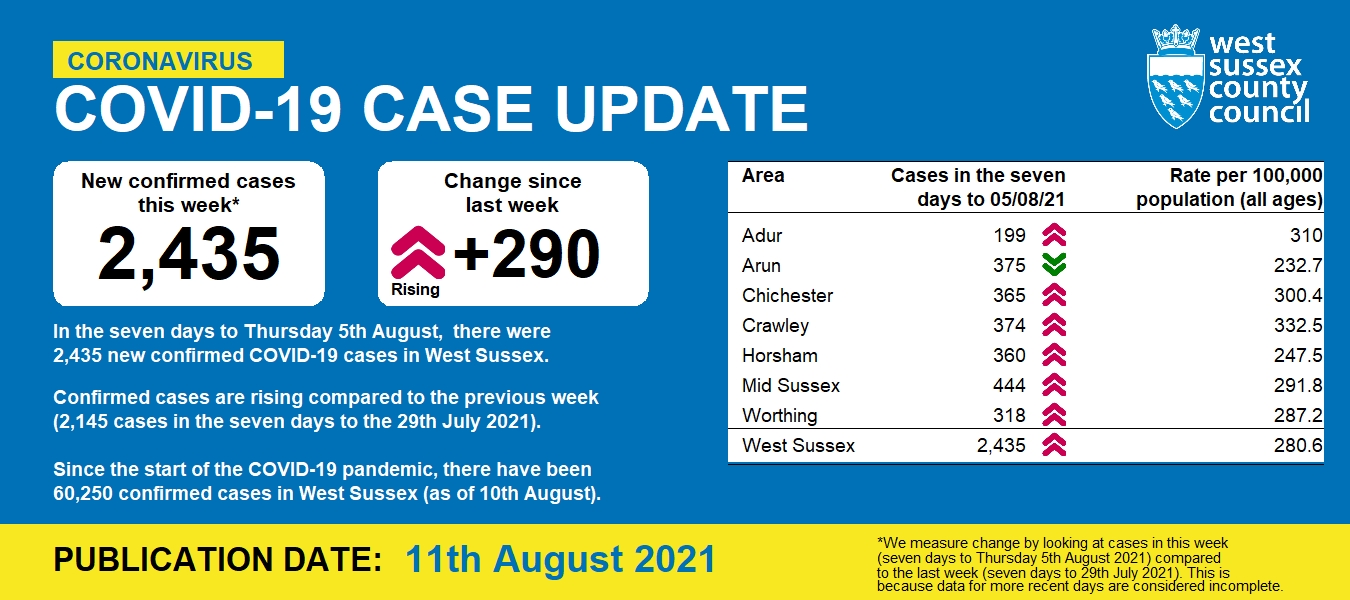 CORONAVIRUS
COVID-19 CASE UPDATE
west
sussex
county
council
New confirmed cases
this week*
2,435
Change since
last week
+290
Rising
In the seven days to Thursday 5th August, there were
2,435 new confirmed COVID-19 cases in West Sussex.
Confirmed cases are rising compared to the previous week
(2,145 cases in the seven days to the 29th July 2021).
Since the start of the COVID-19 pandemic, there have been
60,250 confirmed cases in West Sussex (as of 10th August).
Area Cases in the seven days to 05/08/21 Rate per 100,000 population (all ages)
Adur 199 310
Arun 375 232.7
Chichester 365 300.4
Crawley 374 332.5
Horsham 360 247.5
Mid Sussex 444 291.8
Worthing 318 287.2
West Sussex 2,435 280.6
PUBLICATION DATE: 11th August 2021
*We measure change by looking at cases in this week
(seven days to Thursday 5th August 2021) compared
to the last week (seven days to 29th July 2021). This is
because data for more recent days are considered incomplete.